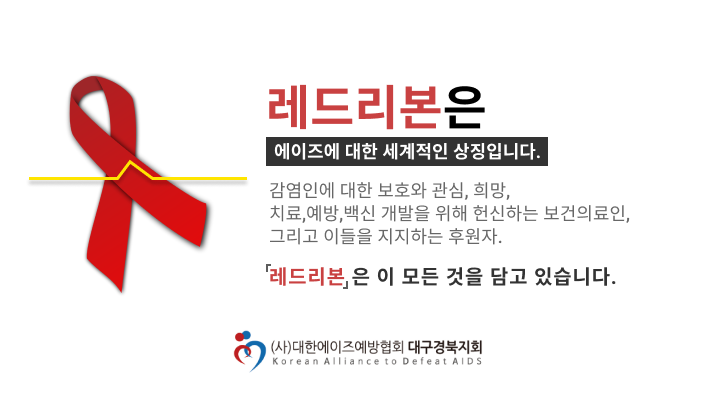 레드리본은
에이즈에 대한 세계적인 상징입니다.
감염인에 대한 보호와 관심, 희망,
치료,예방,백신 개발을 위해 헌신하는 보건의료인,
그리고 이들을 지지하는 후원자.
「레드리본」은 이 모든 것을 담고 있습니다.
(사)대한에이즈예방협회 대구경북지회
Korean Alliance to Defeat AIDS